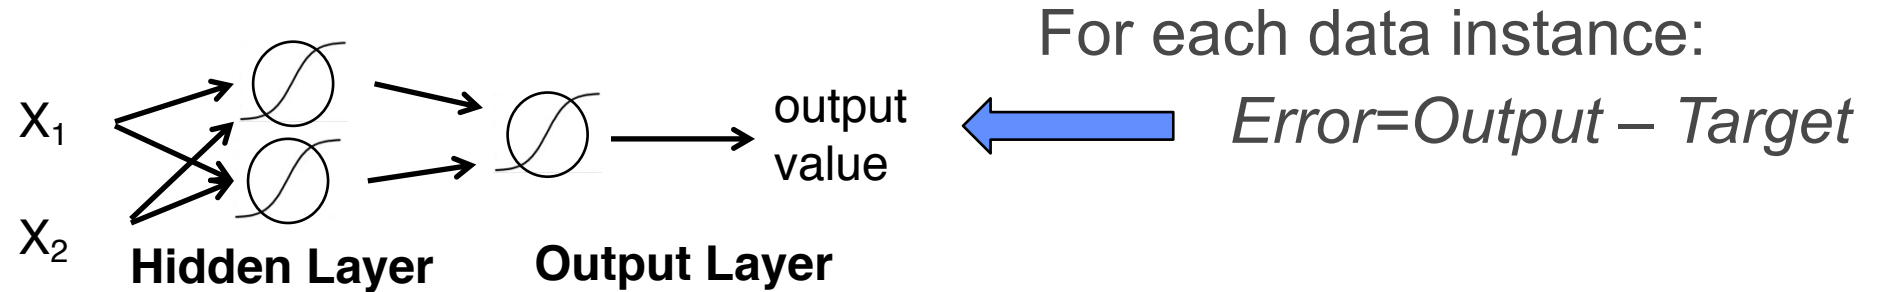 For each data instance:
X₁
output
value
Error=Output – Target
X₂
Hidden Layer
Output Layer